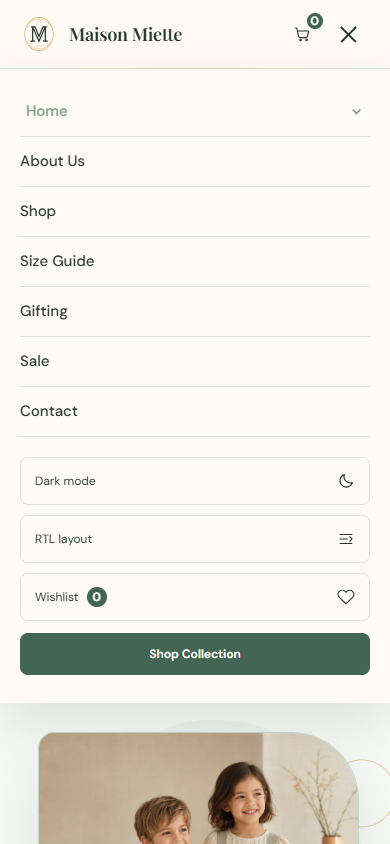 M
Maison Miette
0
Home
About Us
Shop
Size Guide
Gifting
Sale
Contact
Dark mode
RTL layout
Wishlist 0
Shop Collection